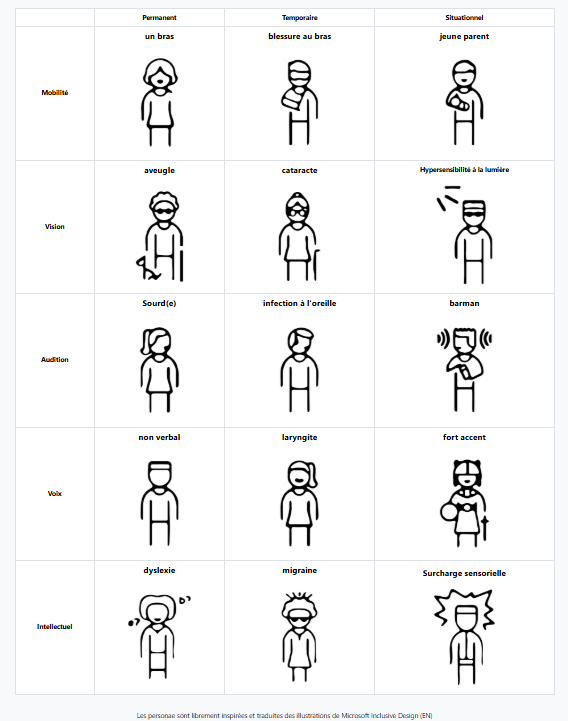 Permanent Temporaire Situationnel
un bras blessure au bras jeune parent
Mobilité
aveugle cataracte Hypersensibilité à la lumière
Vision
Sourd(e) infection à l'oreille barman
Audition
non verbal laryngite fort accent
Voix
dyslexie migraine Surcharge sensorielle
Intellectuel
Les personae sont librement inspirées et traduites des illustrations de Microsoft Inclusive Design (EN)